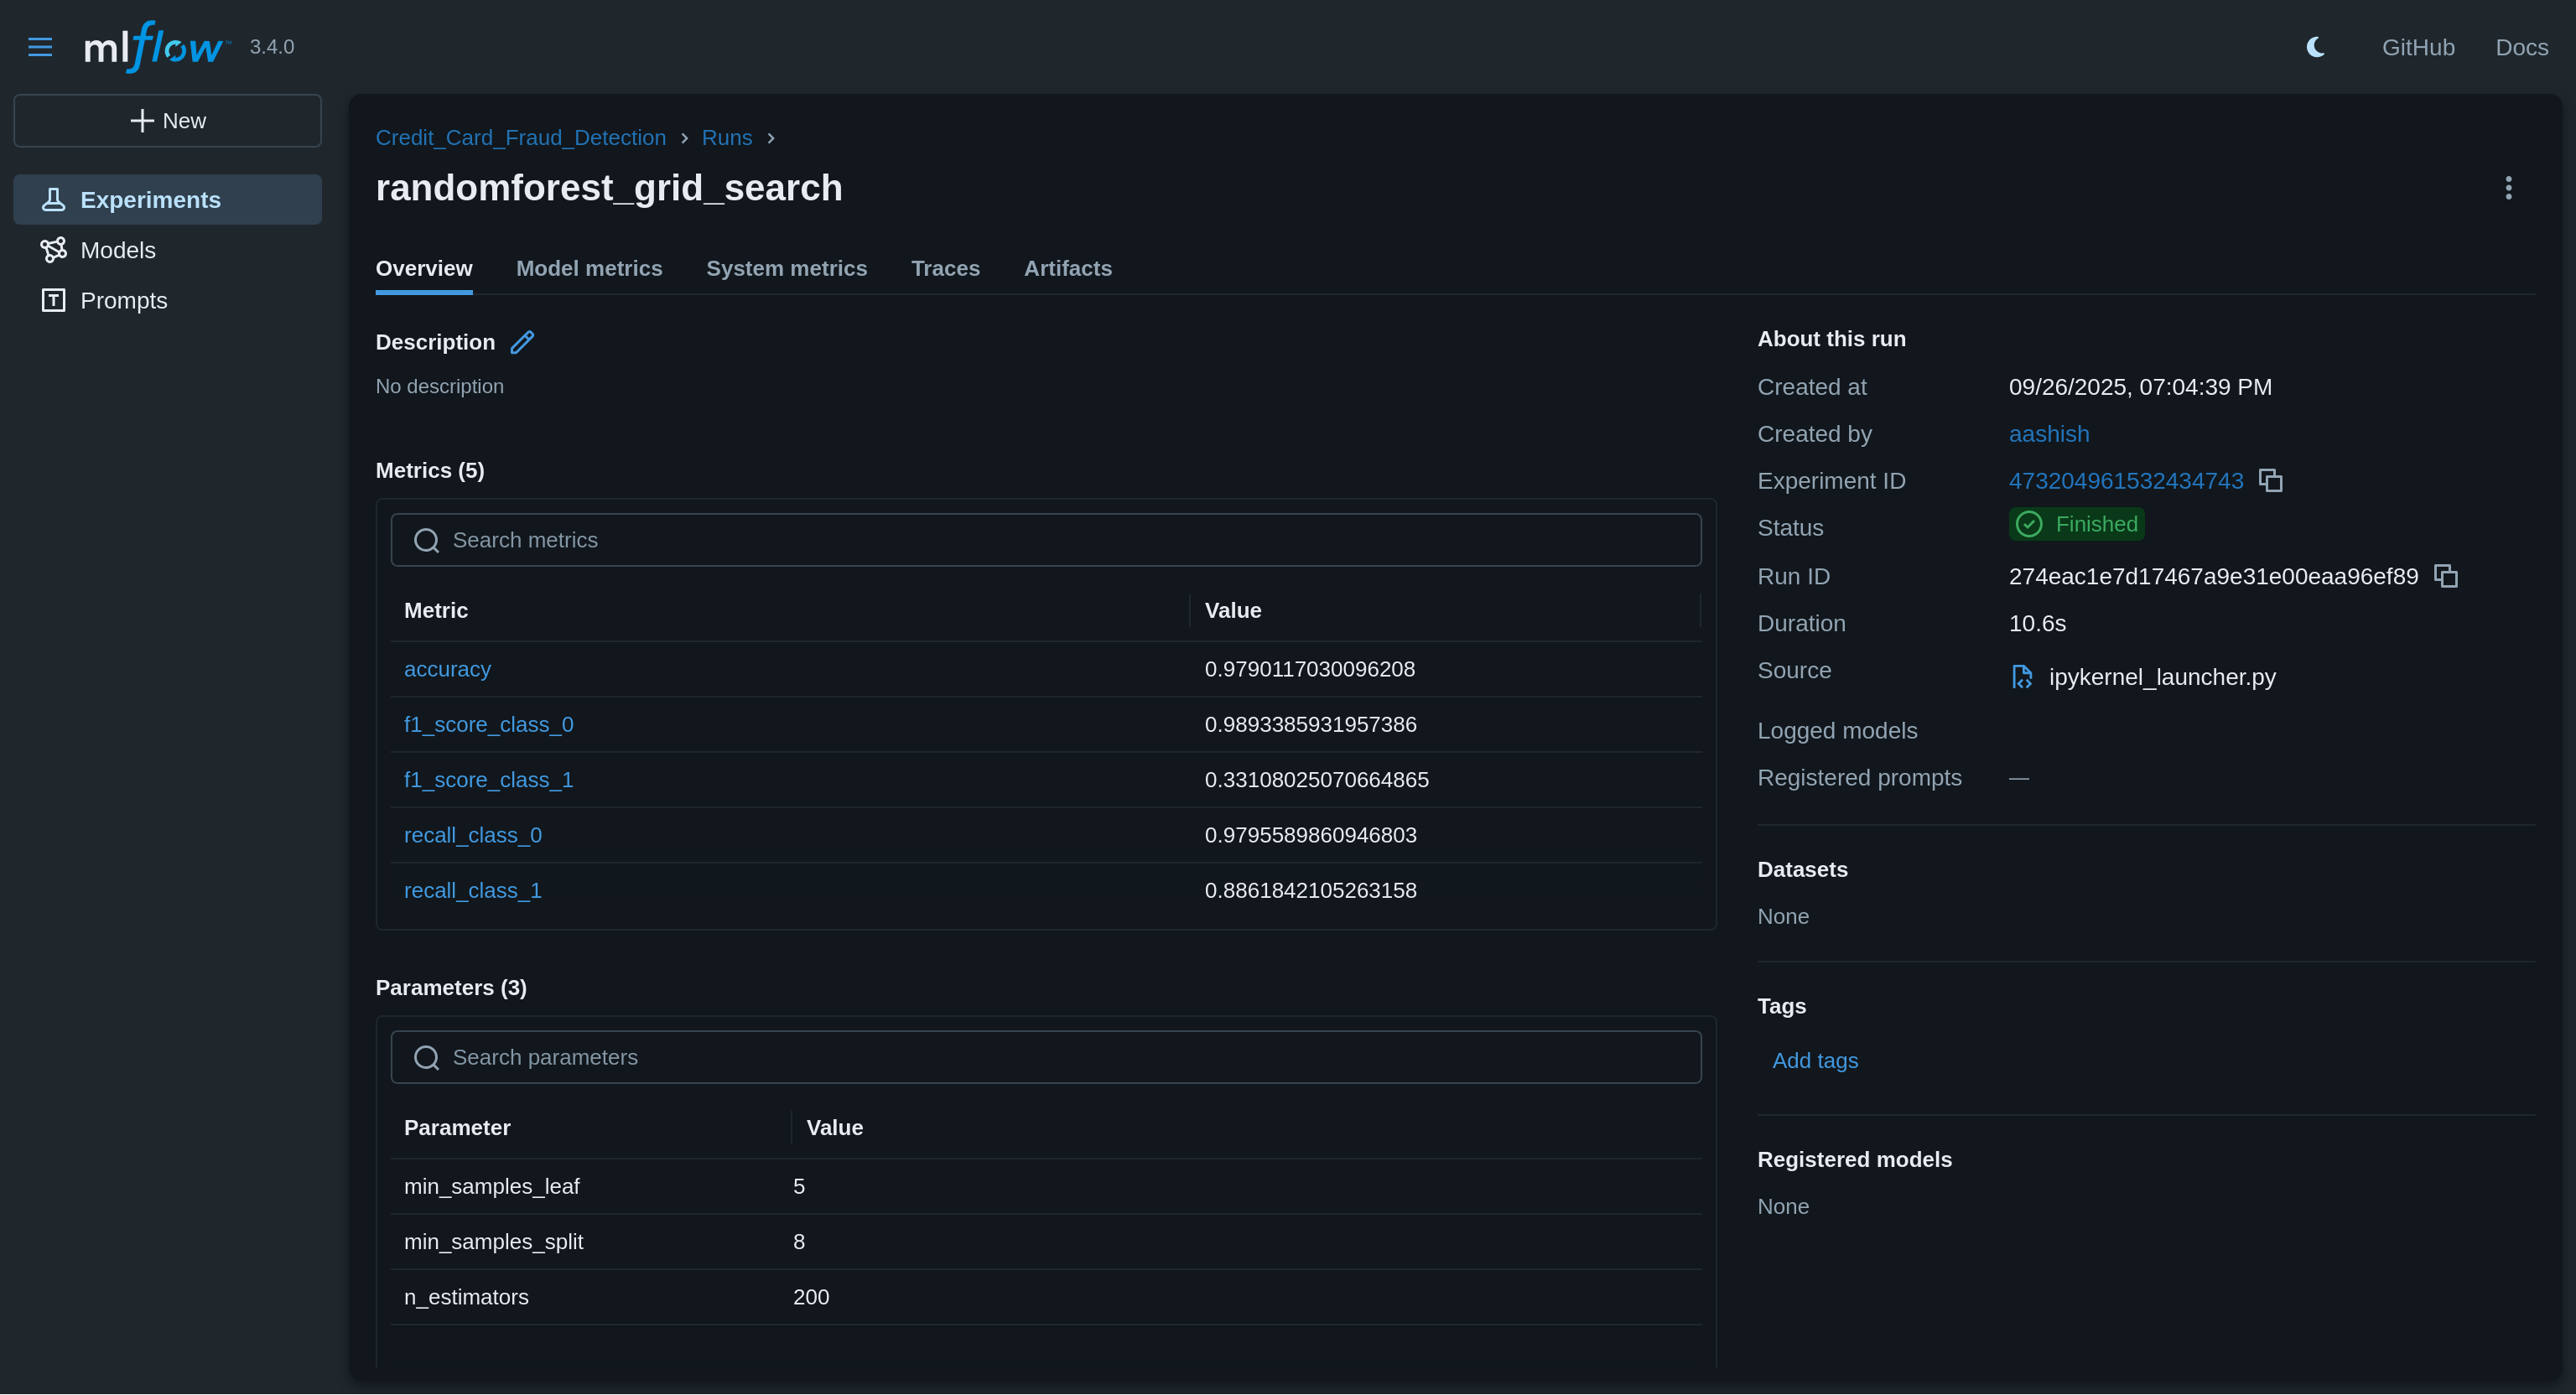 mlflow™ 3.4.0
GitHub Docs
New
Experiments
Models
Prompts
Credit_Card_Fraud_Detection > Runs >
randomforest_grid_search
Overview Model metrics System metrics Traces Artifacts
Description
No description
Metrics (5)
Search metrics
Metric Value
accuracy 0.9790117030096208
f1_score_class_0 0.9893385931957386
f1_score_class_1 0.33108025070664865
recall_class_0 0.9795589860946803
recall_class_1 0.8861842105263158
Parameters (3)
Search parameters
Parameter Value
min_samples_leaf 5
min_samples_split 8
n_estimators 200
About this run
Created at 09/26/2025, 07:04:39 PM
Created by aashish
Experiment ID 473204961532434743
Status Finished
Run ID 274eac1e7d17467a9e31e00eaa96ef89
Duration 10.6s
Source ipykernel_launcher.py
Logged models
Registered prompts —
Datasets
None
Tags
Add tags
Registered models
None